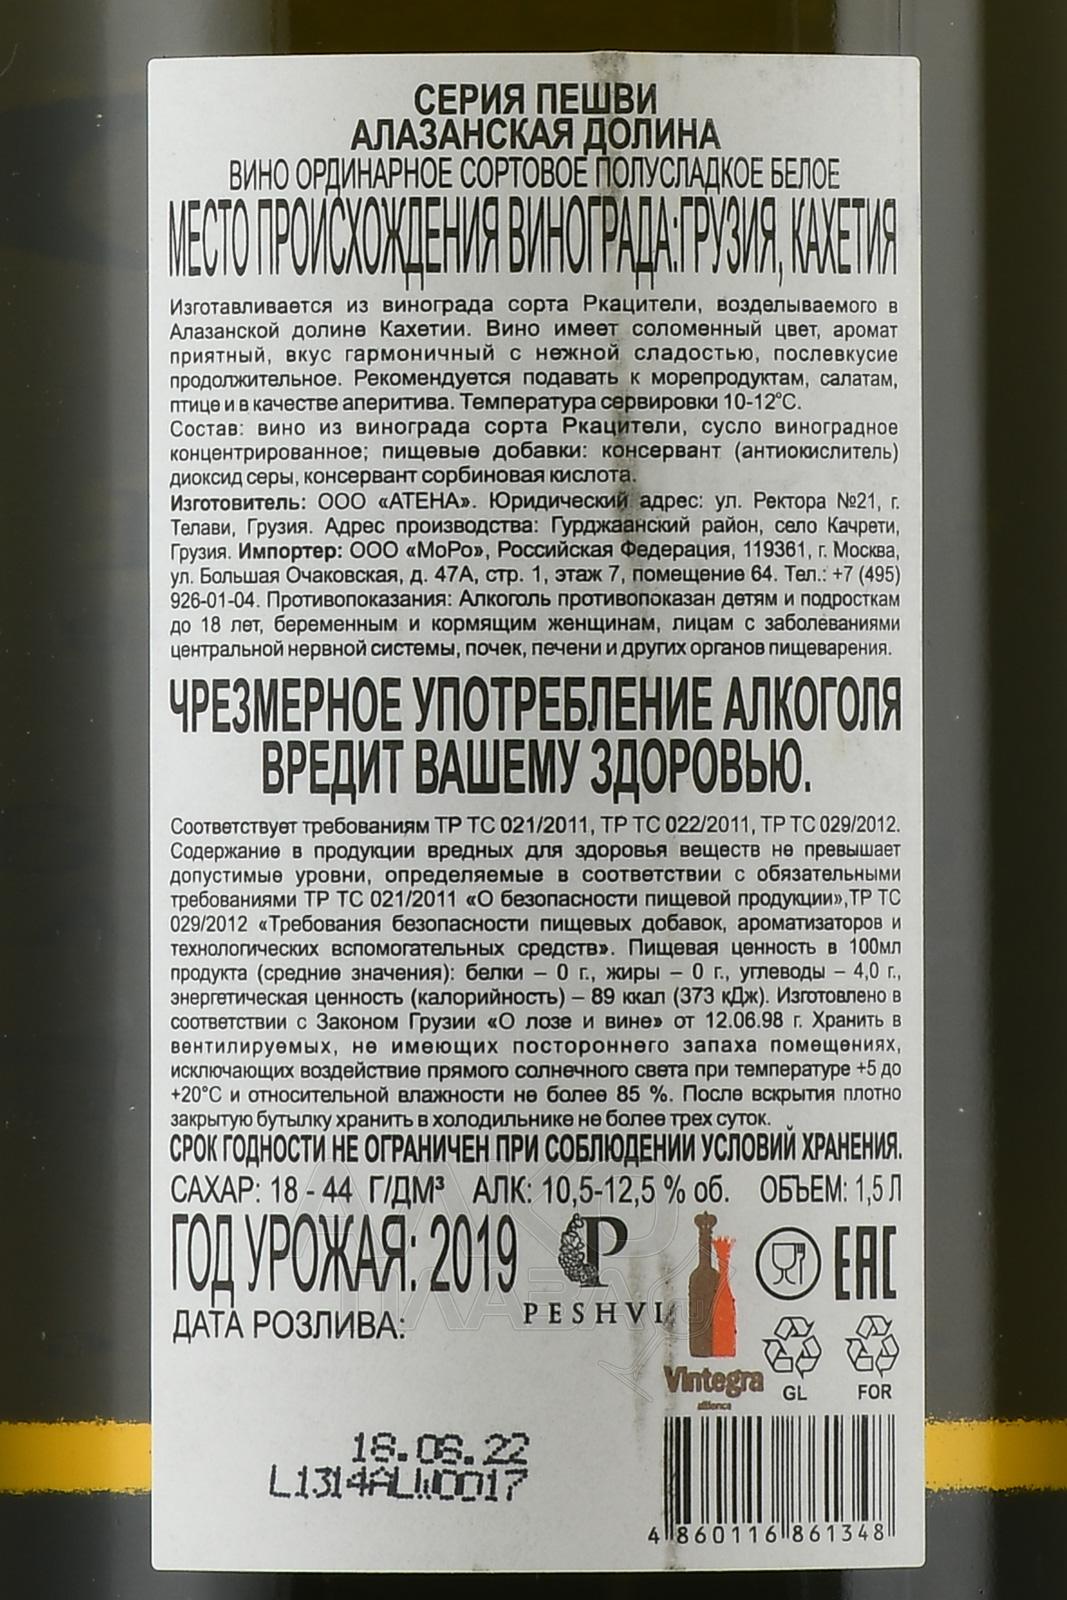 СЕРИЯ ПЕШВИ
АЛАЗАНСКАЯ ДОЛИНА
ВИНО ОРДИНАРНОЕ СОРТОВОЕ ПОЛУСЛАДКОЕ БЕЛОЕ
МЕСТО ПРОИСХОЖДЕНИЯ ВИНОГРАДА:ГРУЗИЯ, КАХЕТИЯ
Изготавливается из винограда сорта Ркацители, возделываемого в
Алазанской долине Кахетии. Вино имеет соломенный цвет, аромат
приятный, вкус гармоничный с нежной сладостью, послевкусие
продолжительное. Рекомендуется подавать к морепродуктам, салатам,
птице и в качестве аперитива. Температура сервировки 10-12°С.
Состав: вино из винограда сорта Ркацители, сусло виноградное
концентрированное; пищевые добавки: консервант (антиокислитель)
диоксид серы, консервант сорбиновая кислота.
Изготовитель: ООО «АТЕНА». Юридический адрес: ул. Ректора №21, г.
Телави, Грузия. Адрес производства: Гурджаанский район, село Качрети,
Грузия. Импортер: ООО «МоРо», Российская Федерация, 119361, г. Москва,
ул. Большая Очаковская, д. 47А, стр. 1, этаж 7, помещение 64. Тел.: +7 (495)
926-01-04. Противопоказания: Алкоголь противопоказан детям и подросткам
до 18 лет, беременным и кормящим женщинам, лицам с заболеваниями
центральной нервной системы, почек, печени и других органов пищеварения.
ЧРЕЗМЕРНОЕ УПОТРЕБЛЕНИЕ АЛКОГОЛЯ
ВРЕДИТ ВАШЕМУ ЗДОРОВЬЮ.
Соответствует требованиям ТР ТС 021/2011, ТР ТС 022/2011, ТР ТС 029/2012.
Содержание в продукции вредных для здоровья веществ не превышает
допустимые уровни, определяемые в соответствии с обязательными
требованиями ТР ТС 021/2011 «О безопасности пищевой продукции»,ТР ТС
029/2012 «Требования безопасности пищевых добавок, ароматизаторов и
технологических вспомогательных средств». Пищевая ценность в 100мл
продукта (средние значения): белки – 0 г., жиры – 0 г., углеводы – 4,0 г.,
энергетическая ценность (калорийность) – 89 ккал (373 кДж). Изготовлено в
соответствии с Законом Грузии «О лозе и вине» от 12.06.98 г. Хранить в
вентилируемых, не имеющих постороннего запаха помещениях,
исключающих воздействие прямого солнечного света при температуре +5 до
+20°С и относительной влажности не более 85 %. После вскрытия плотно
закрытую бутылку хранить в холодильнике не более трех суток.
СРОК ГОДНОСТИ НЕ ОГРАНИЧЕН ПРИ СОБЛЮДЕНИИ УСЛОВИЙ ХРАНЕНИЯ.
САХАР: 18 - 44 Г/ДМ³ АЛК: 10,5-12,5 % об. ОБЪЕМ: 1,5 Л
ГОД УРОЖАЯ: 2019
P
PESHVI
EAC
ДАТА РОЗЛИВА:
Vintegra
alliance
GL
FOR
18.08.22
L1314ALW0017
4 860116 861348